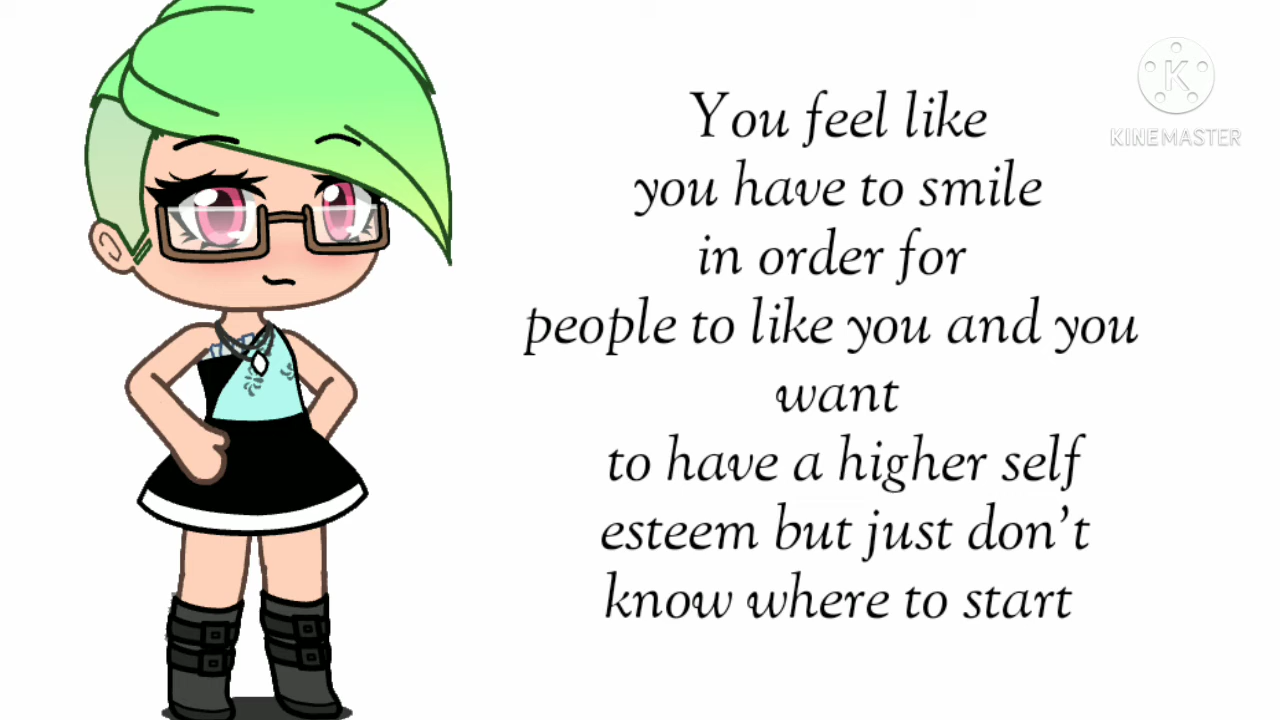 You feel like
you have to smile
in order for
people to like you and you
want
to have a higher self
esteem but just don't
know where to start
K
KINEMASTER